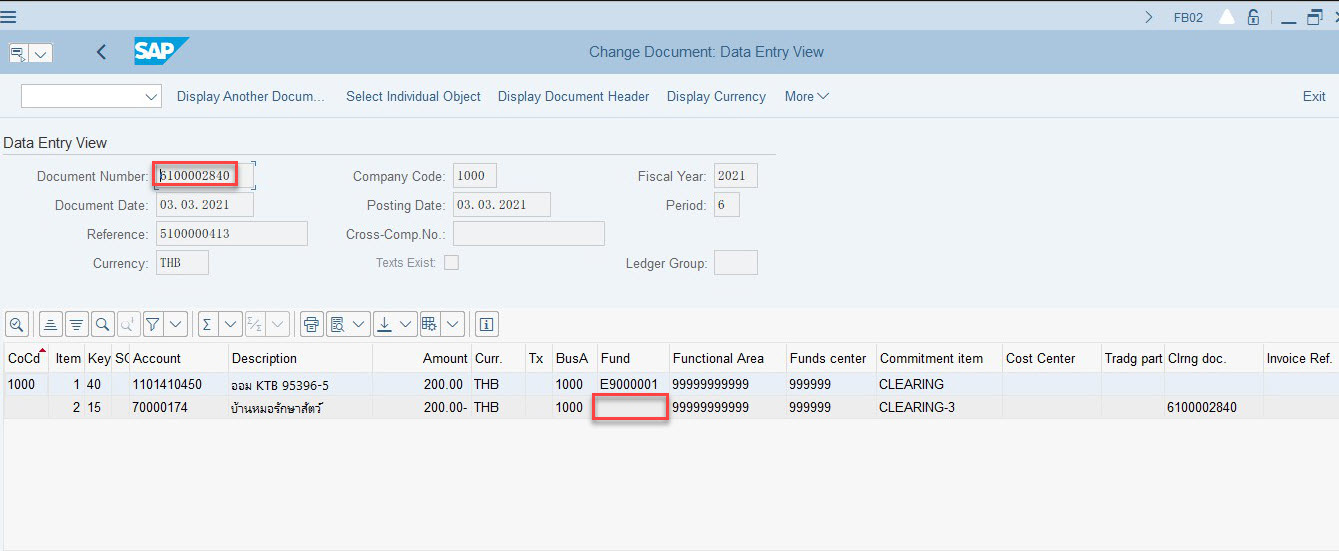 FB02
SAP
Change Document: Data Entry View
Display Another Docum... Select Individual Object Display Document Header Display Currency More Exit
Data Entry View
Document Number: 6100002840 Company Code: 1000 Fiscal Year: 2021
Document Date: 03.03.2021 Posting Date: 03.03.2021 Period: 6
Reference: 5100000413 Cross-Comp.No.:
Currency: THB Texts Exist: Ledger Group:
CoCd Item Key SG Account Description Amount Curr. Tx BusA Fund Functional Area Funds center Commitment item Cost Center Tradg part Clrng doc. Invoice Ref.
1000 1 40 1101410450 ออม KTB 95396-5 200.00 THB 1000 E9000001 99999999999 999999 CLEARING
2 15 70000174 บ้านหมอรักษาสัตว์ 200.00- THB 1000 99999999999 999999 CLEARING-3 6100002840